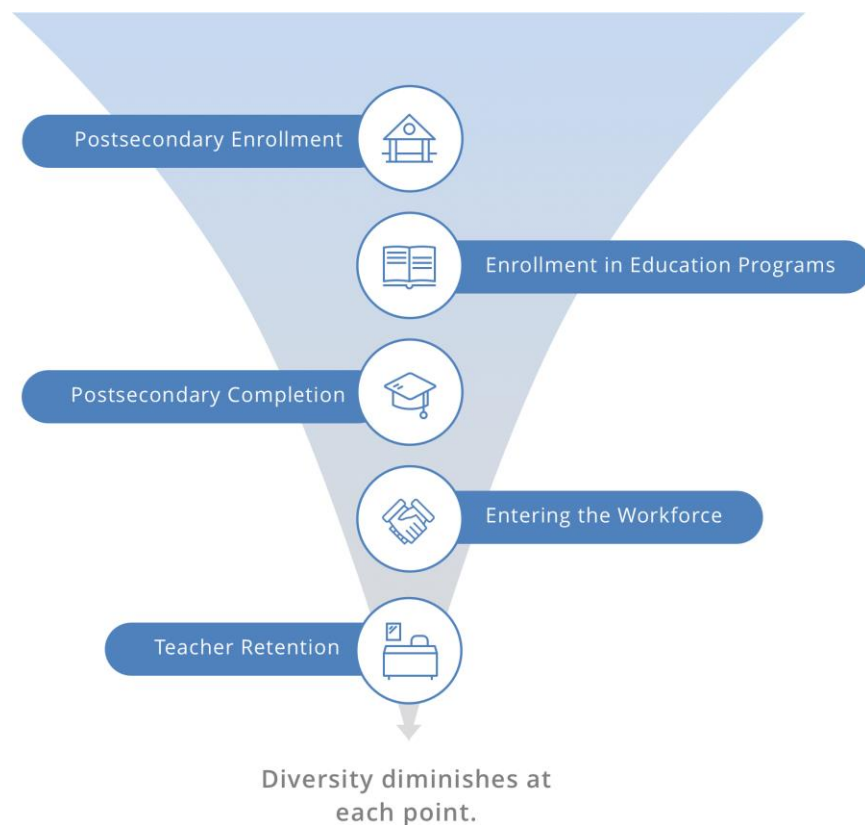 Postsecondary Enrollment
Enrollment in Education Programs
Postsecondary Completion
Entering the Workforce
Teacher Retention
Diversity diminishes at
each point.